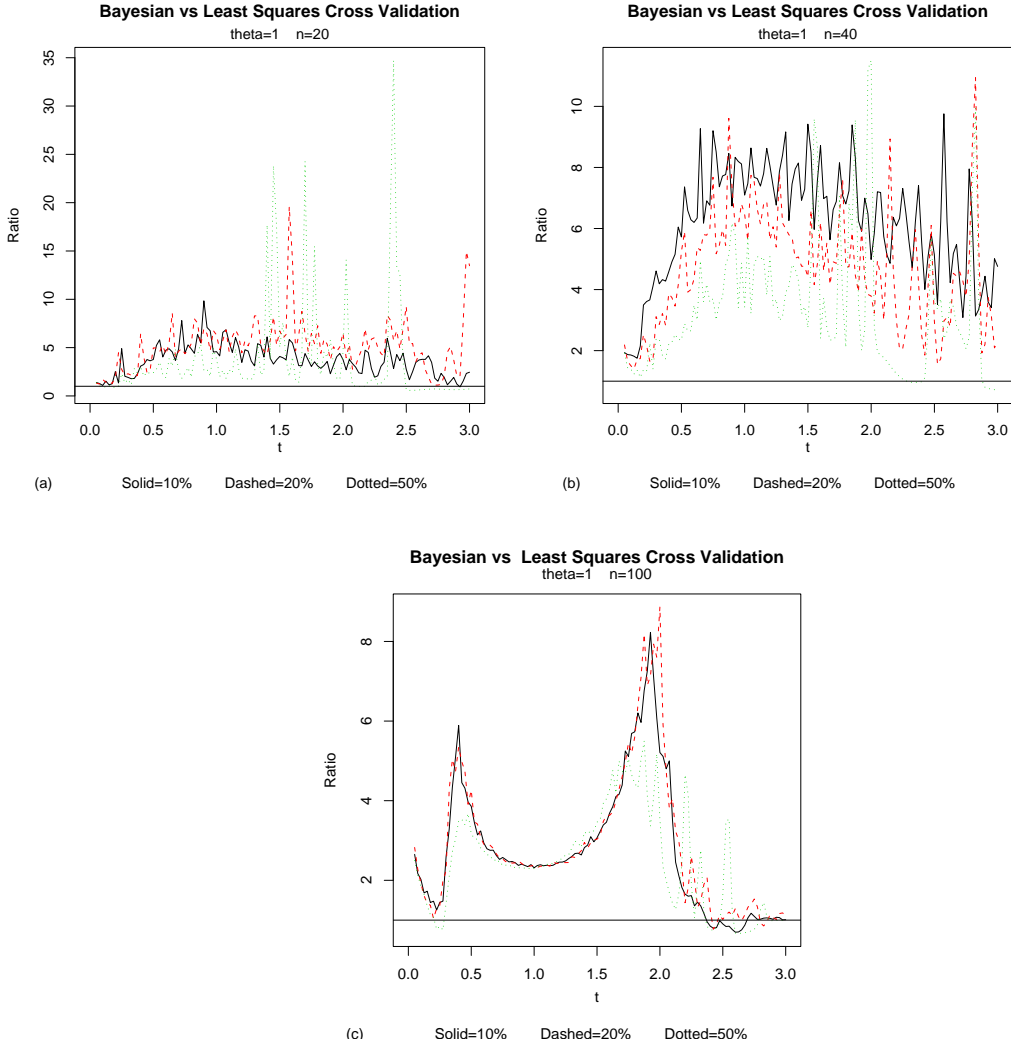 Bayesian vs Least Squares Cross Validation
theta=1 n=20
Ratio
0 5 10 15 20 25 30 35
0.0 0.5 1.0 1.5 2.0 2.5 3.0
t
(a) Solid=10% Dashed=20% Dotted=50%
Bayesian vs Least Squares Cross Validation
theta=1 n=40
Ratio
2 4 6 8 10
0.0 0.5 1.0 1.5 2.0 2.5 3.0
t
(b) Solid=10% Dashed=20% Dotted=50%
Bayesian vs Least Squares Cross Validation
theta=1 n=100
Ratio
2 4 6 8
0.0 0.5 1.0 1.5 2.0 2.5 3.0
t
(c) Solid=10% Dashed=20% Dotted=50%